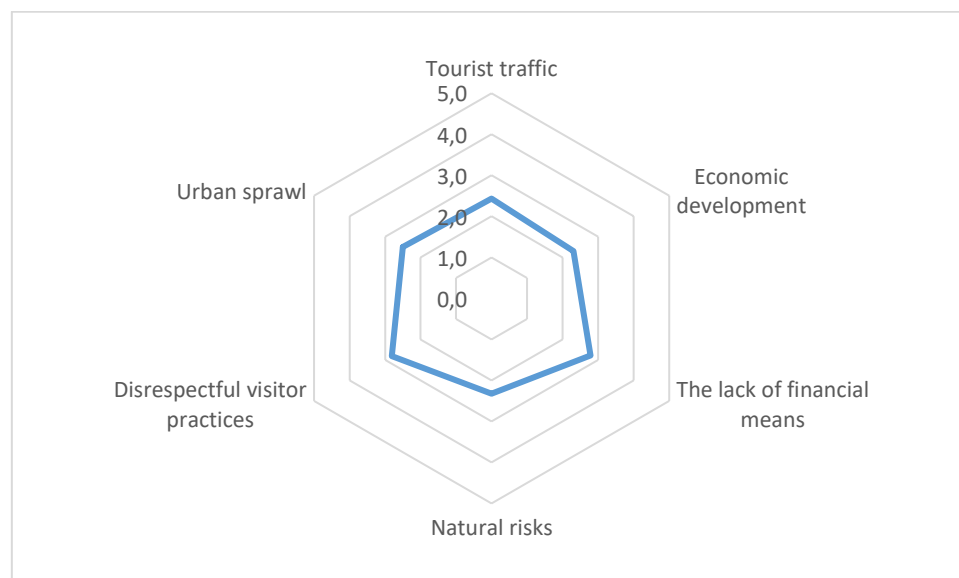 Tourist traffic
5,0
4,0
3,0
2,0
1,0
0,0
Economic
development
The lack of financial
means
Natural risks
Disrespectful visitor
practices
Urban sprawl